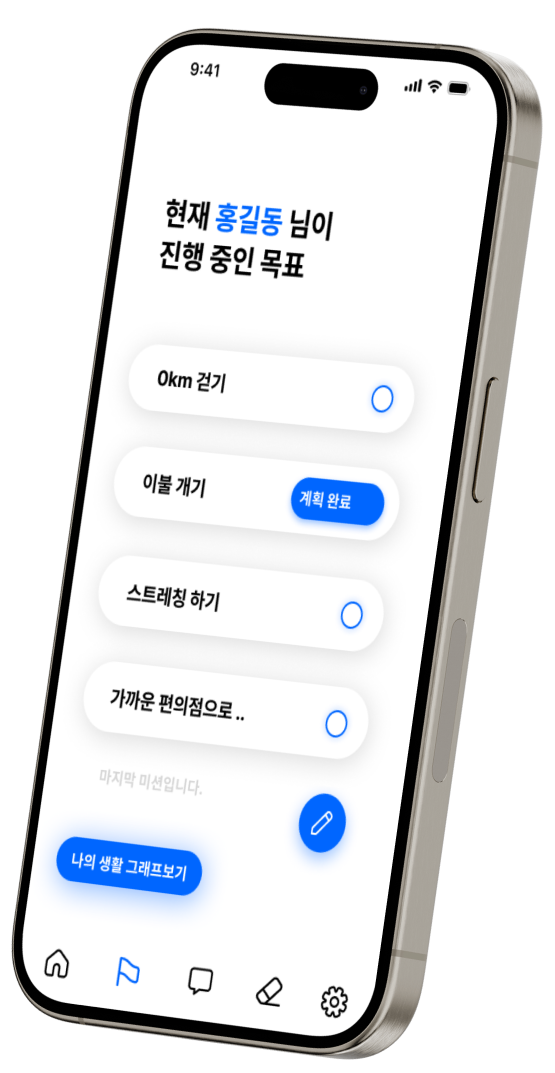 9:41
현재 홍길동 님이
진행 중인 목표
0km 걷기
이불 개기
계획 완료
스트레칭 하기
가까운 편의점으로 ..
마지막 미션입니다.
나의 생활 그래프보기